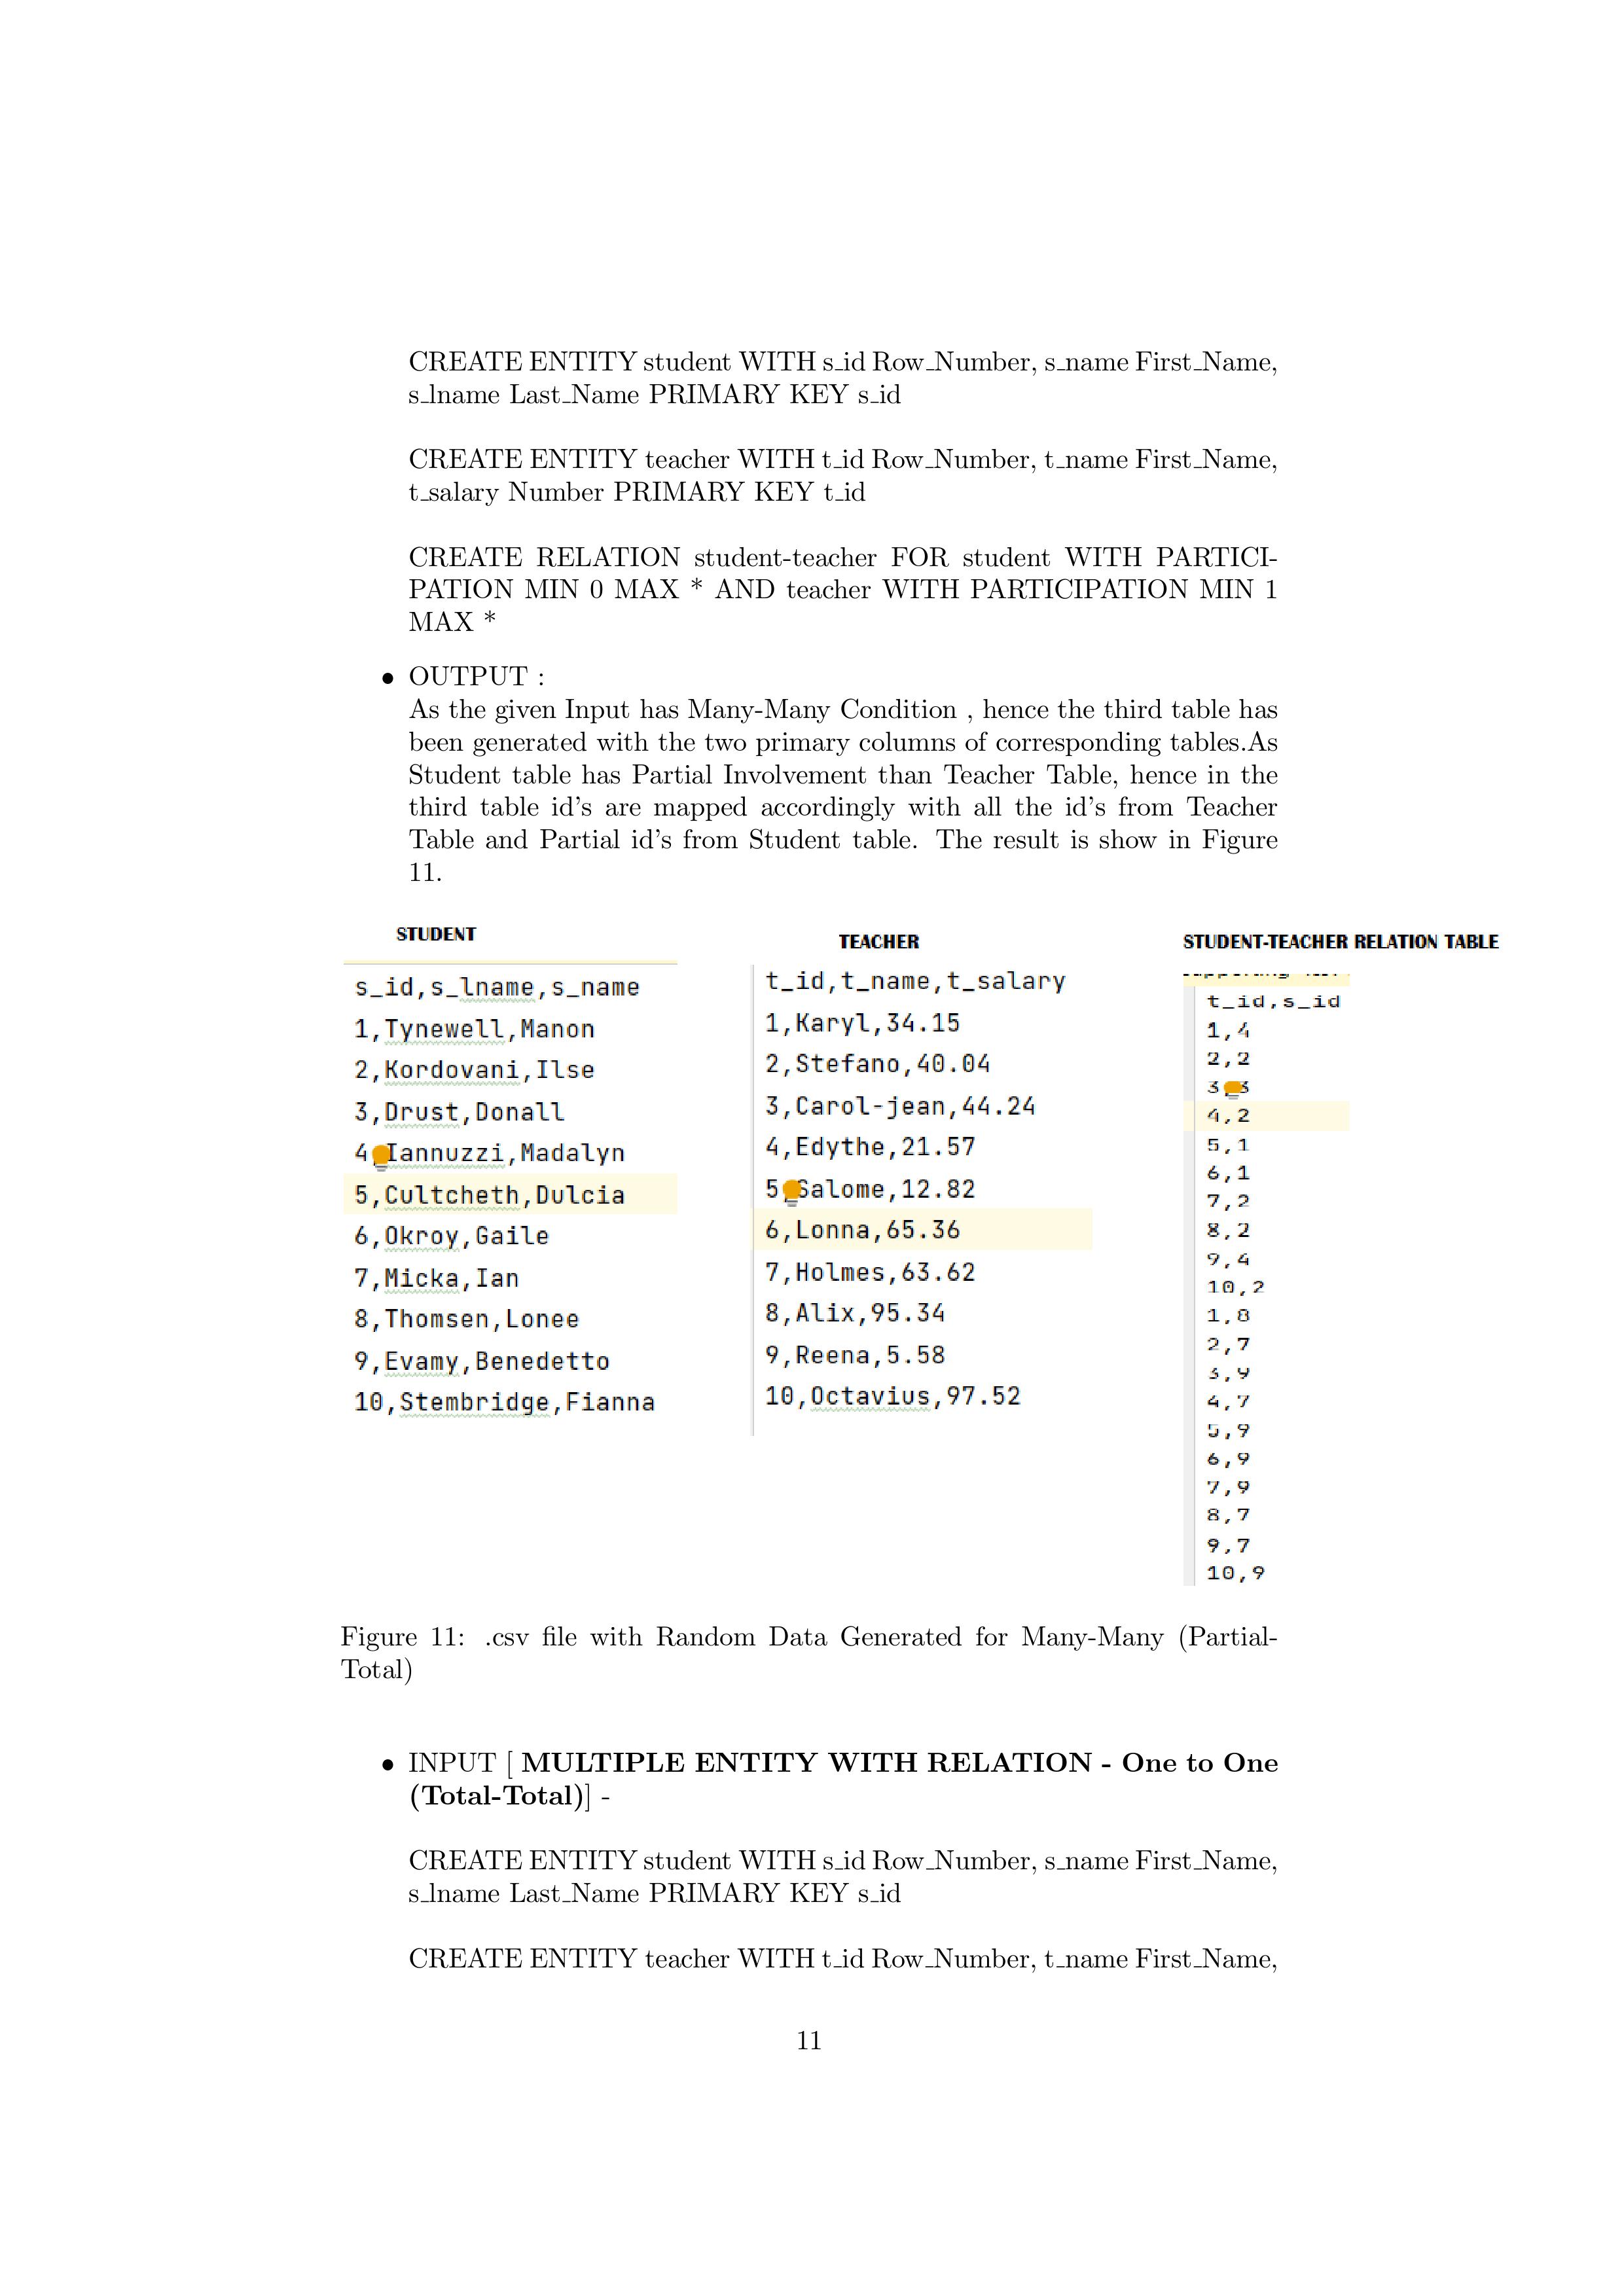 CREATE ENTITY student WITH s_id Row_Number, s_name First_Name,
s_lname Last_Name PRIMARY KEY s_id
CREATE ENTITY teacher WITH t_id Row_Number, t_name First_Name,
t_salary Number PRIMARY KEY t_id
CREATE RELATION student-teacher FOR student WITH PARTICI-
PATION MIN 0 MAX * AND teacher WITH PARTICIPATION MIN 1
MAX *
• OUTPUT :
As the given Input has Many-Many Condition , hence the third table has
been generated with the two primary columns of corresponding tables.As
Student table has Partial Involvement than Teacher Table, hence in the
third table id's are mapped accordingly with all the id's from Teacher
Table and Partial id's from Student table. The result is show in Figure
11.
STUDENT
s_id,s_lname,s_name
1,Tynewell,Manon
2,Kordovani,Ilse
3,Drust,Donall
4,Iannuzzi,Madalyn
5,Cultcheth,Dulcia
6,Okroy,Gaile
7,Micka,Ian
8,Thomsen,Lonee
9,Evamy,Benedetto
10,Stembridge,Fianna
TEACHER
t_id,t_name,t_salary
1,Karyl,34.15
2,Stefano,40.04
3,Carol-jean,44.24
4,Edythe,21.57
5,Salome,12.82
6,Lonna,65.36
7,Holmes,63.62
8,Alix,95.34
9,Reena,5.58
10,Octavius,97.52
STUDENT-TEACHER RELATION TABLE
t_id,s_id
1,4
2,2
3,3
4,2
5,1
6,1
7,2
8,2
9,4
10,2
1,8
2,7
3,9
4,7
5,9
6,9
7,9
8,7
9,7
10,9
Figure 11: .csv file with Random Data Generated for Many-Many (Partial-
Total)
• INPUT [ MULTIPLE ENTITY WITH RELATION - One to One
(Total-Total)] -
CREATE ENTITY student WITH s_id Row_Number, s_name First_Name,
s_lname Last_Name PRIMARY KEY s_id
CREATE ENTITY teacher WITH t_id Row_Number, t_name First_Name,
11